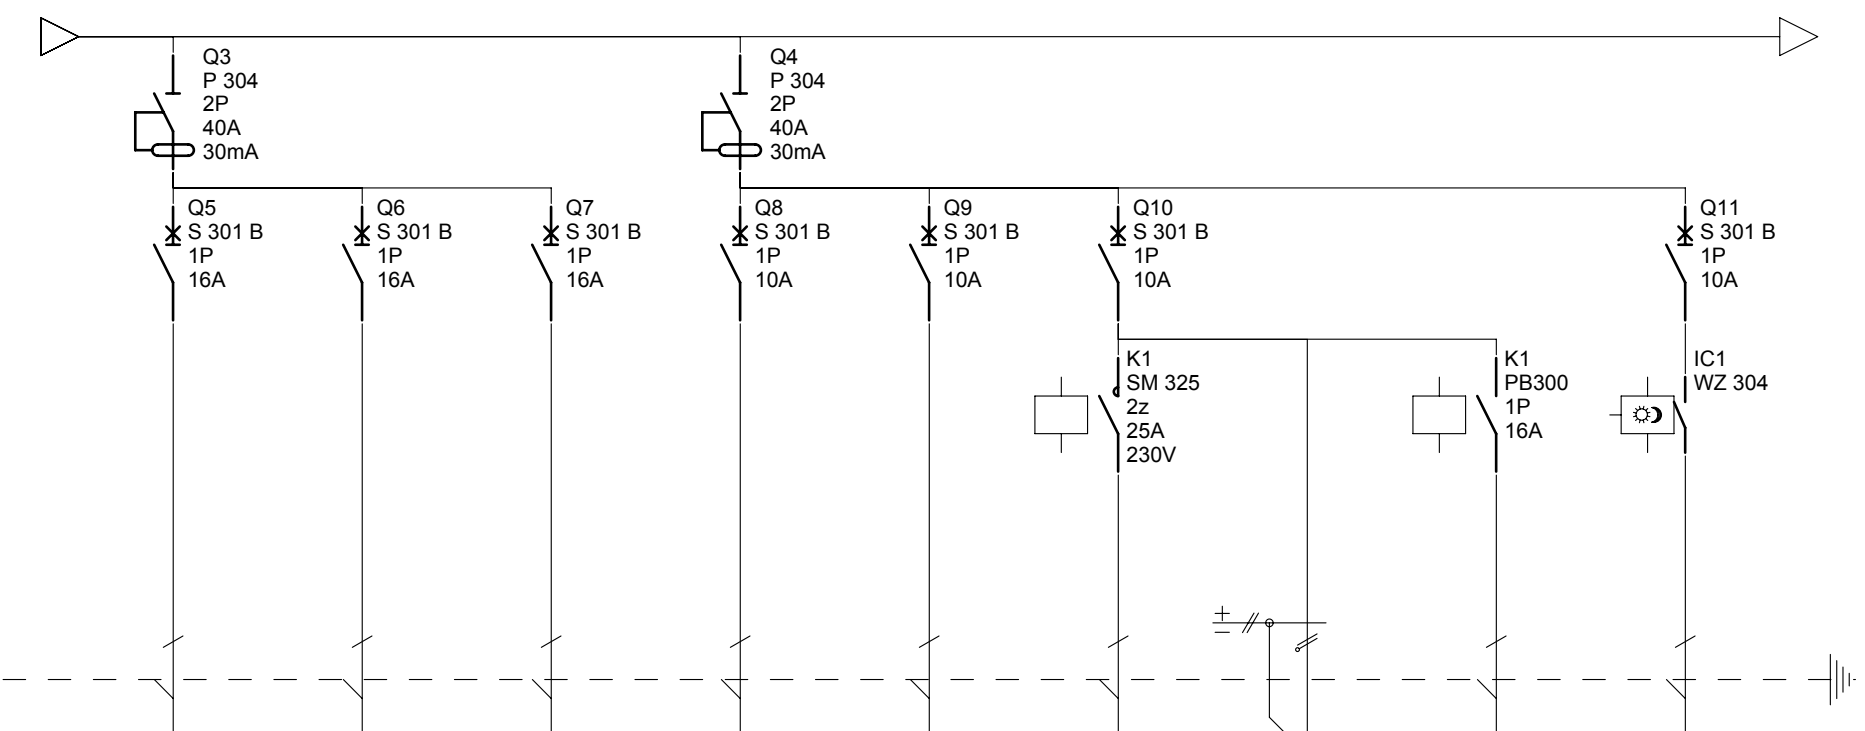 Q3
P 304
2P
40A
30mA
Q4
P 304
2P
40A
30mA
Q5
S 301 B
1P
16A
Q6
S 301 B
1P
16A
Q7
S 301 B
1P
16A
Q8
S 301 B
1P
10A
Q9
S 301 B
1P
10A
Q10
S 301 B
1P
10A
Q11
S 301 B
1P
10A
K1
SM 325
2z
25A
230V
K1
PB300
1P
16A
IC1
WZ 304